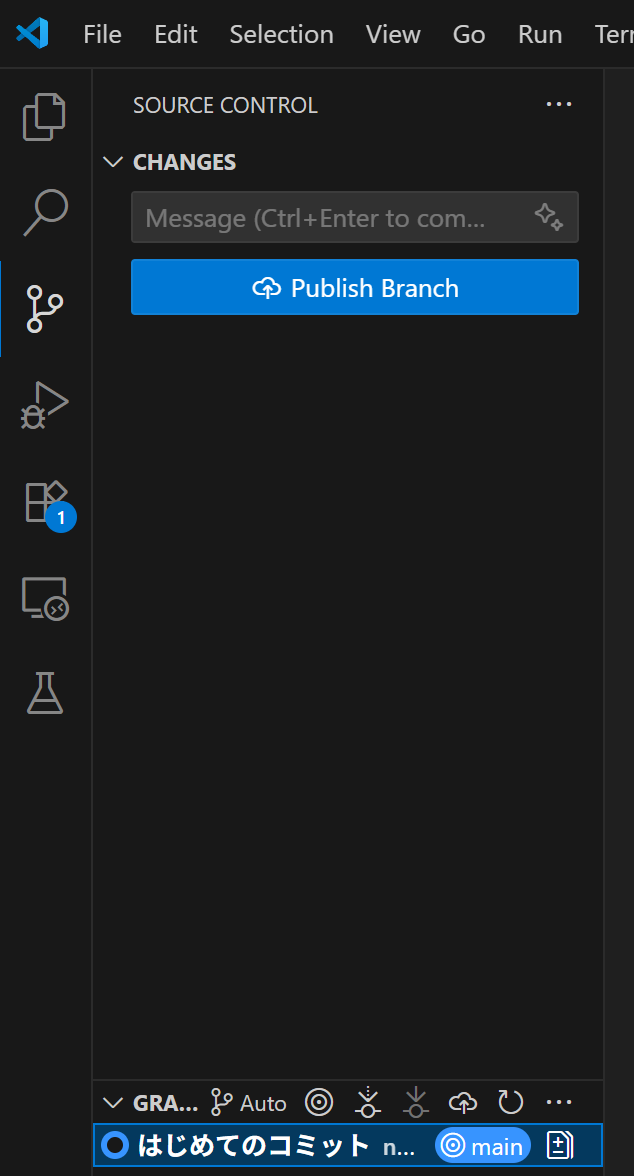 File Edit Selection View Go Run Terr
SOURCE CONTROL
CHANGES
Message (Ctrl+Enter to com...
Publish Branch
1
GRA... Auto
はじめてのコミット n... main